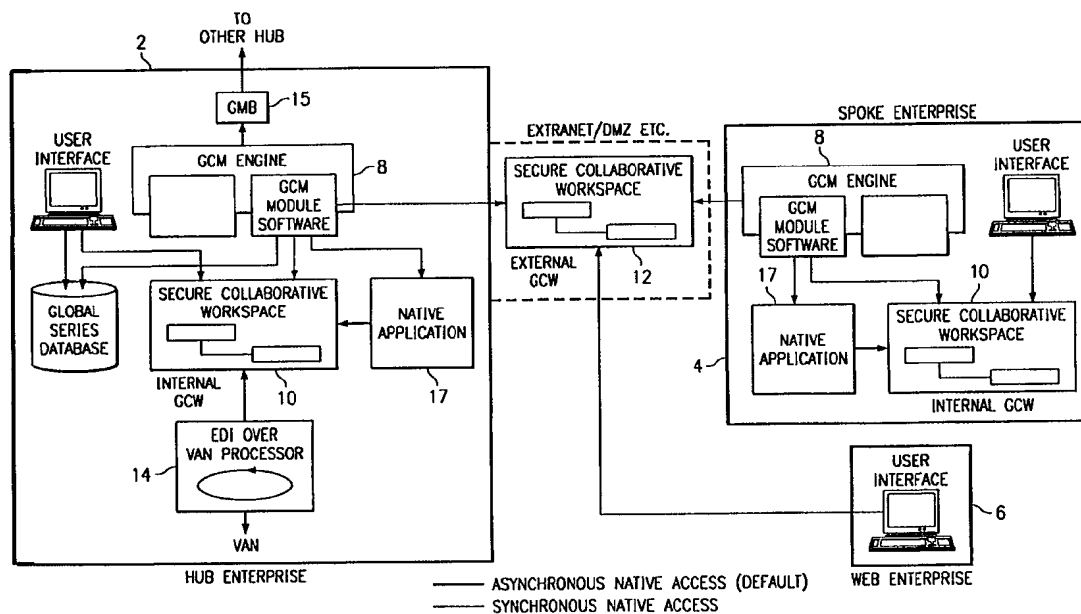 TO
OTHER HUB
2
GMB
15
USER
INTERFACE
GCM ENGINE
8
GCM
MODULE
SOFTWARE
GLOBAL
SERIES
DATABASE
SECURE COLLABORATIVE
WORKSPACE
INTERNAL
GCW
10
NATIVE
APPLICATION
17
EDI OVER
VAN PROCESSOR
14
VAN
HUB ENTERPRISE
EXTRANET/DMZ ETC.
SECURE COLLABORATIVE
WORKSPACE
EXTERNAL
GCW
12
SPOKE ENTERPRISE
8
GCM ENGINE
USER
INTERFACE
GCM
MODULE
SOFTWARE
17
10
NATIVE
APPLICATION
SECURE COLLABORATIVE
WORKSPACE
4
INTERNAL GCW
USER
INTERFACE
6
WEB ENTERPRISE
ASYNCHRONOUS NATIVE ACCESS (DEFAULT)
SYNCHRONOUS NATIVE ACCESS